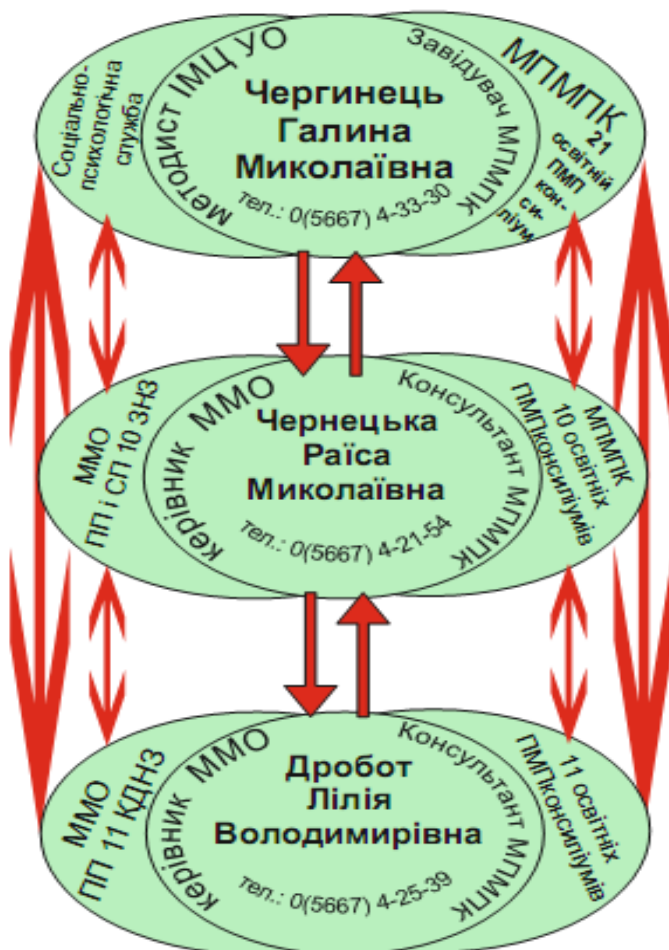 Соціально-
психологічна
служба
Методист ІМЦ УО
Завідувач МПМПК
Чергинець
Галина
Миколаївна
тел.: 0(5667) 4-33-30
МПМПК
21
освітній
ПМП
кон-
си-
ліум
ММО
ПП і СП 10 ЗНЗ
керівник ММО
Консультант МПМПК
Чернецька
Раїса
Миколаївна
тел.: 0(5667) 4-21-54
МПМПК
10 освітніх
ПМПконсиліумів
ММО
ПП 11 КДНЗ
керівник ММО
Консультант МПМПК
Дробот
Лілія
Володимирівна
тел.: 0(5667) 4-25-39
11 освітніх
ПМПконсиліумів